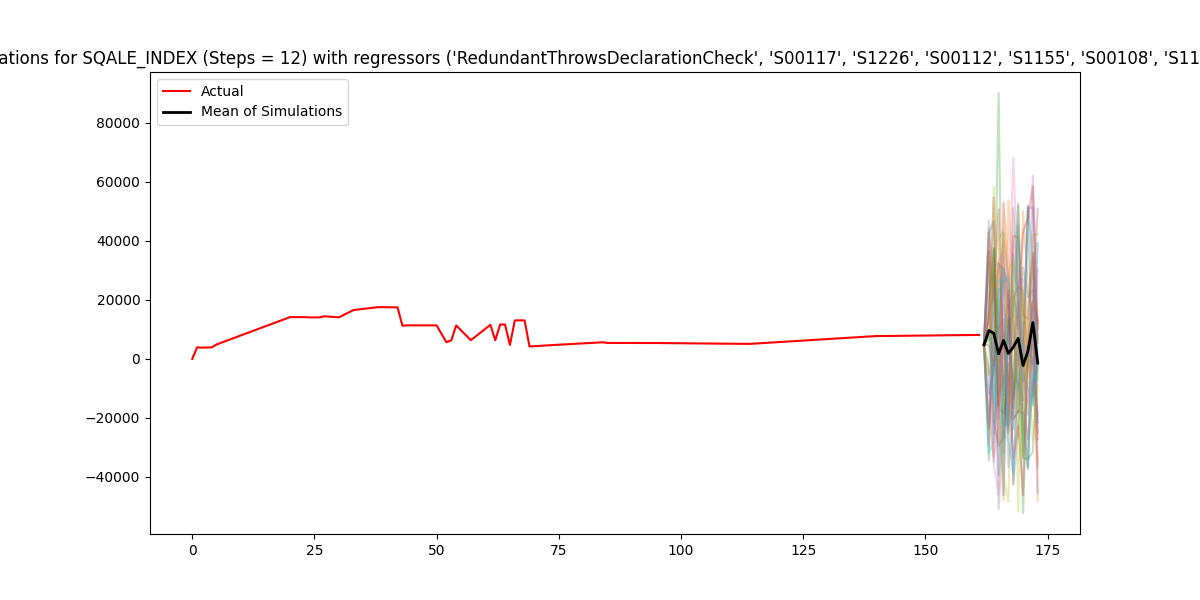 ations for SQALE_INDEX (Steps = 12) with regressors ('RedundantThrowsDeclarationCheck', 'S00117', 'S1226', 'S00112', 'S1155', 'S00108', 'S11
Actual
Mean of Simulations
80000
60000
40000
20000
0
−20000
−40000
0 25 50 75 100 125 150 175